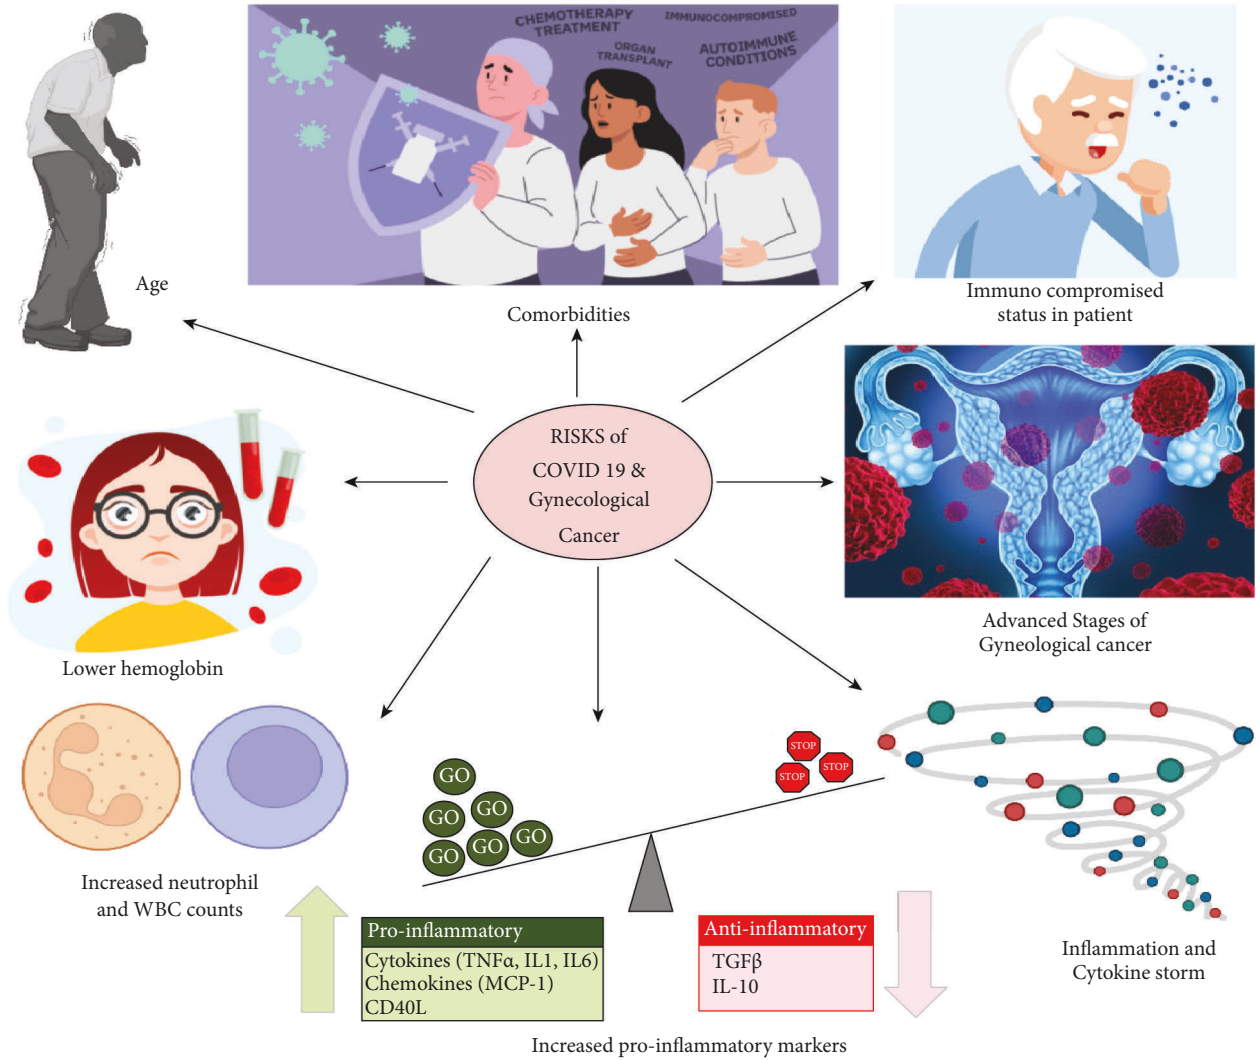 CHEMOTHERAPY
TREATMENT
IMMUNOCOMPROMISED
ORGAN
TRANSPLANT
AUTOIMMUNE
CONDITIONS
Age
Comorbidities
Immuno compromised
status in patient
RISKS of
COVID 19 &
Gynecological
Cancer
Advanced Stages of
Gyneological cancer
Lower hemoglobin
STOP
STOP
STOP
GO
GO
GO
GO
GO
GO
Increased neutrophil
and WBC counts
Pro-inflammatory
Cytokines (TNFα, IL1, IL6)
Chemokines (MCP-1)
CD40L
Anti-inflammatory
TGFβ
IL-10
Inflammation and
Cytokine storm
Increased pro-inflammatory markers